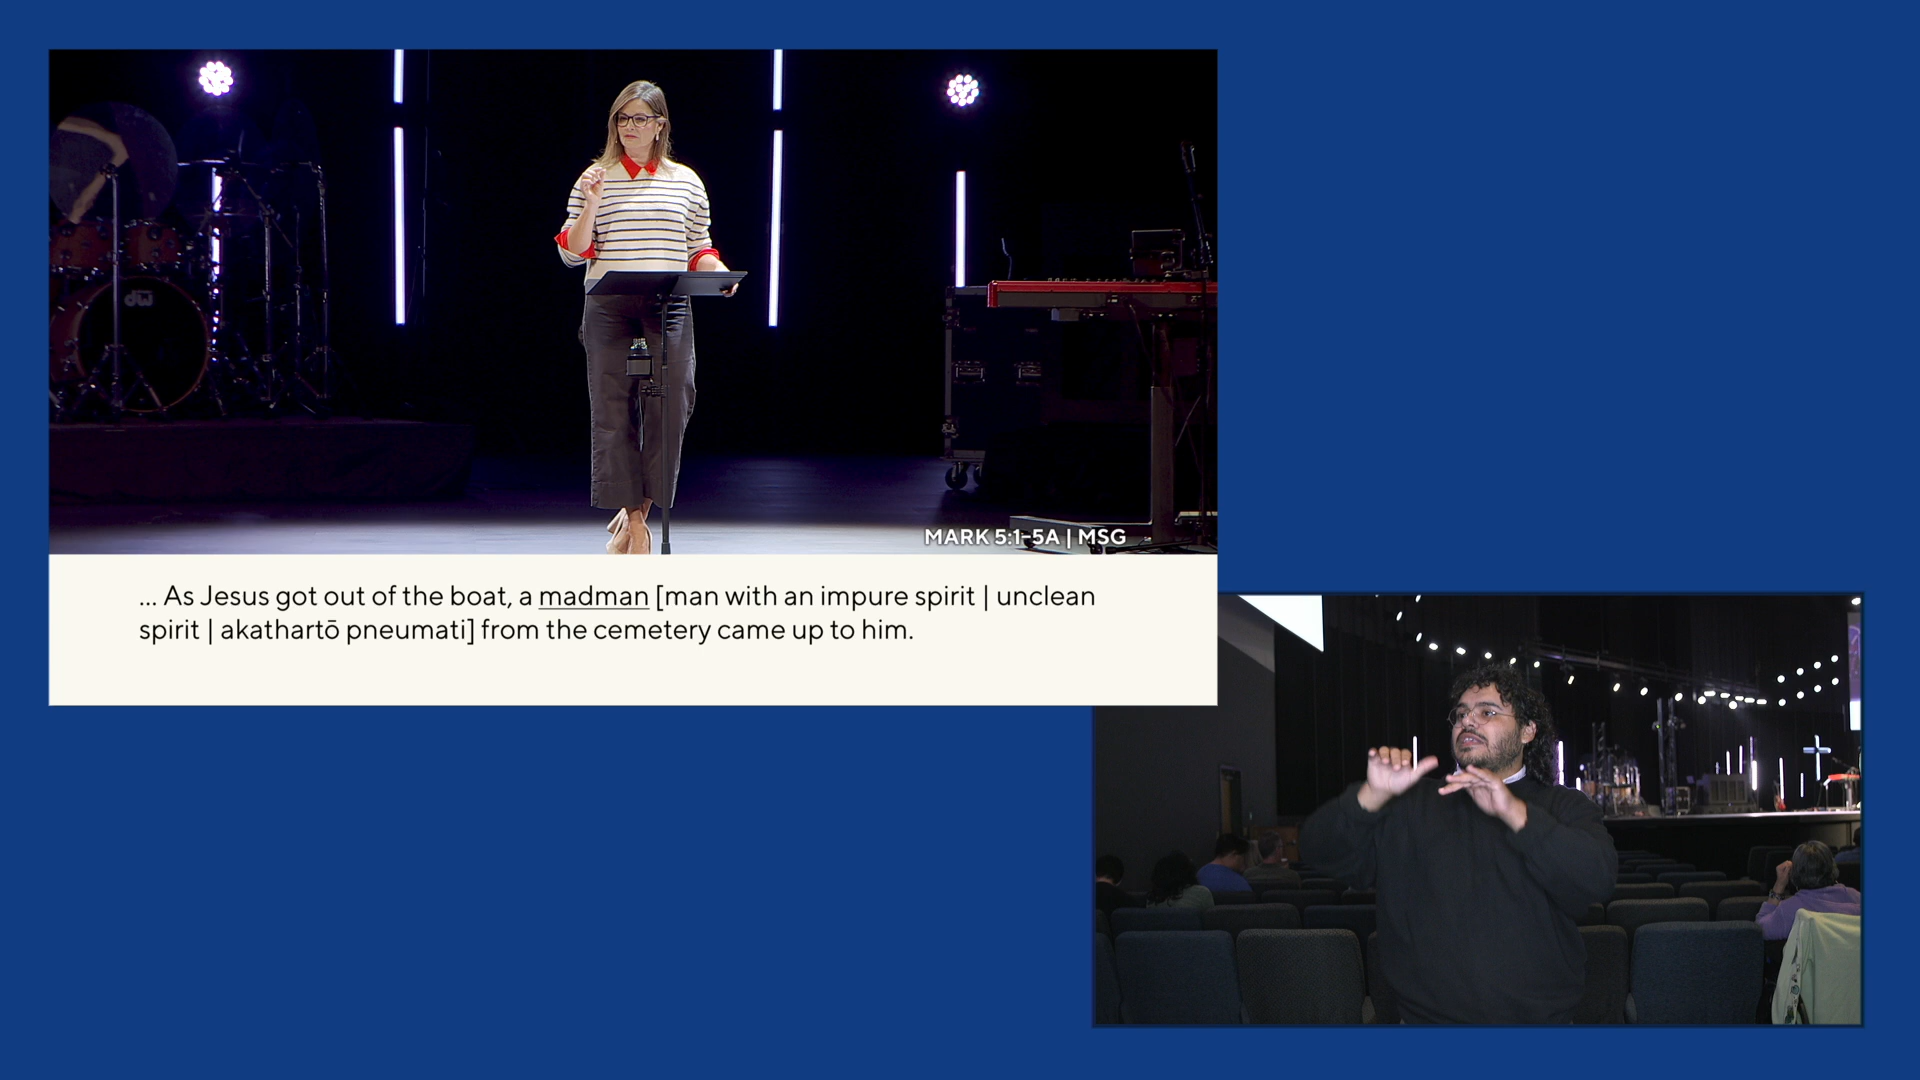 dw
MARK 5:1-5A | MSG
... As Jesus got out of the boat, a madman [man with an impure spirit | unclean
spirit | akathartō pneumati] from the cemetery came up to him.